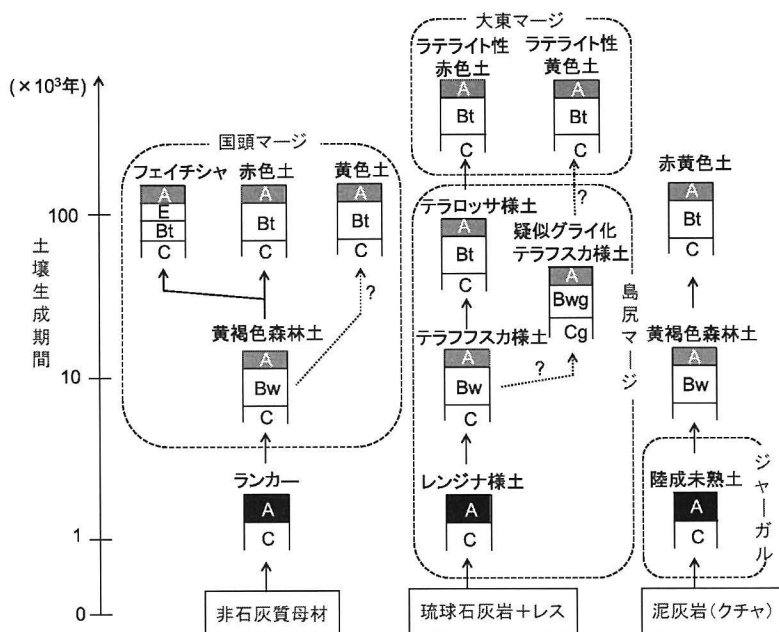 大東マージ
ラテライト性
赤色土
A
Bt
C
ラテライト性
黄色土
A
Bt
C
(×10³年)
土壌生成期間
100
10
1
0
国頭マージ
フェイチシャ
A
E
Bt
C
赤色土
A
Bt
C
黄色土
A
Bt
C
?
黄褐色森林土
A
Bw
C
ランカー
A
C
非石灰質母材
島尻マージ
テラロッサ様土
A
Bt
C
?
疑似グライ化
テラフスカ様土
A
Bwg
Cg
テラフフスカ様土
A
Bw
C
?
レンジナ様土
A
C
琉球石灰岩+レス
赤黄色土
A
Bt
C
黄褐色森林土
A
Bw
ジャーガル
陸成未熟土
A
C
泥灰岩(クチャ)